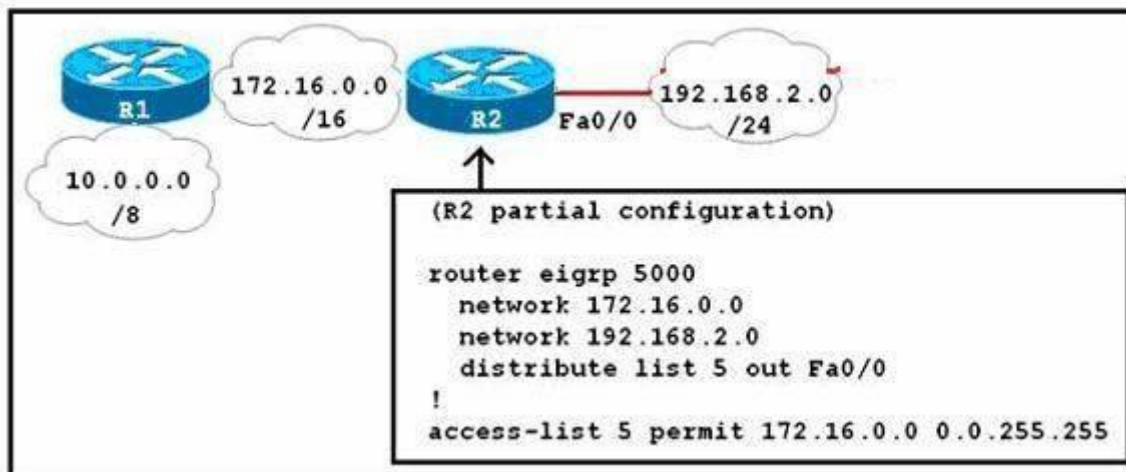 R1
172.16.0.0
/16
R2
Fa0/0
192.168.2.0
/24
10.0.0.0
/8
(R2 partial configuration)
router eigrp 5000
network 172.16.0.0
network 192.168.2.0
distribute list 5 out Fa0/0
!
access-list 5 permit 172.16.0.0 0.0.255.255